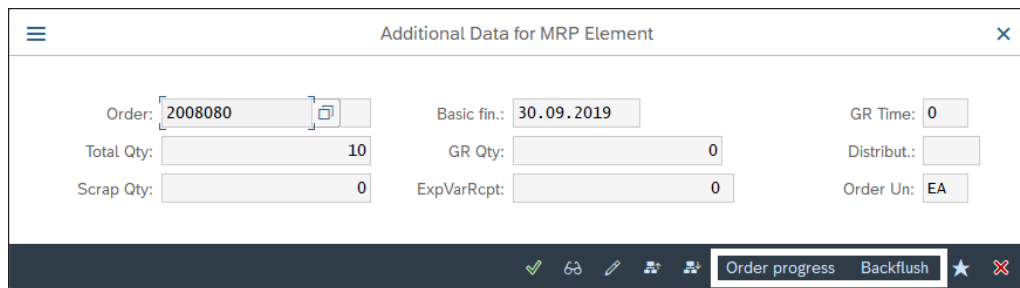 Additional Data for MRP Element
Order: 2008080 Basic fin.: 30.09.2019 GR Time: 0
Total Qty: 10 GR Qty: 0 Distribut.:
Scrap Qty: 0 ExpVarRcpt: 0 Order Un: EA
Order progress Backflush